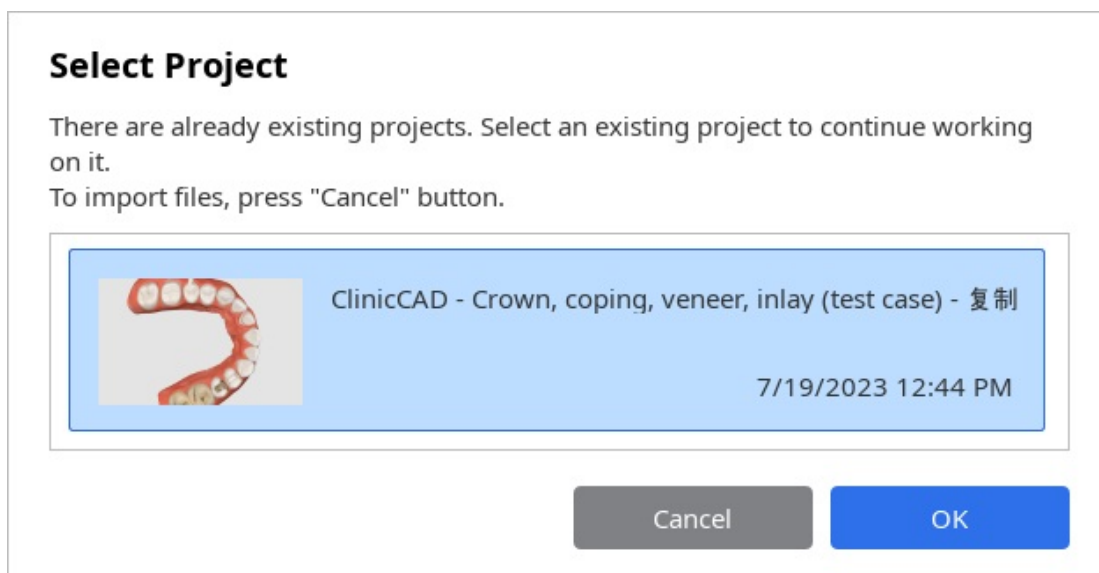 Select Project
There are already existing projects. Select an existing project to continue working
on it.
To import files, press "Cancel" button.
ClinicCAD - Crown, coping, veneer, inlay (test case) - 复制
7/19/2023 12:44 PM
Cancel
OK